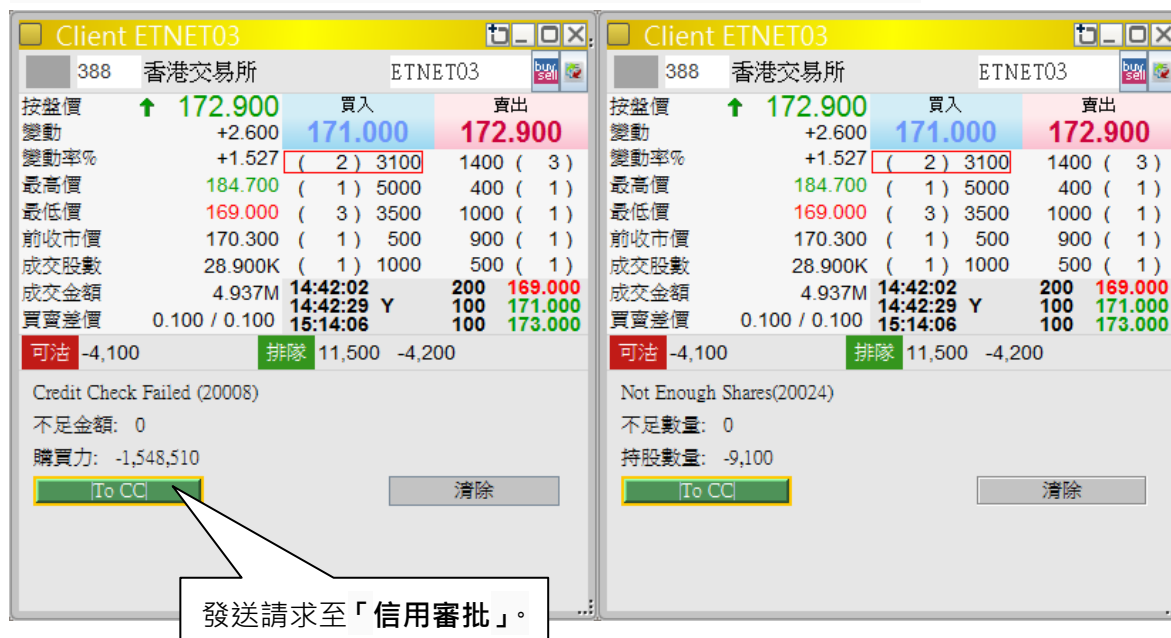 Client ETNET03
388 香港交易所 ETNET03 buy sell
按盤價 172.900 買入 賣出
變動 +2.600 171.000 172.900
變動率% +1.527 ( 2 ) 3100 1400 ( 3 )
最高價 184.700 ( 1 ) 5000 400 ( 1 )
最低價 169.000 ( 3 ) 3500 1000 ( 1 )
前收市價 170.300 ( 1 ) 500 900 ( 1 )
成交股數 28.900K ( 1 ) 1000 500 ( 1 )
成交金額 4.937M 14:42:02 200 169.000
14:42:29 Y 100 171.000
買賣差價 0.100 / 0.100 15:14:06 100 173.000
可沽 -4,100 排隊 11,500 -4,200
Credit Check Failed (20008)
不足金額: 0
購買力: -1,548,510
To CC 清除
發送請求至「信用審批」。
Client ETNET03
388 香港交易所 ETNET03 buy sell
按盤價 172.900 買入 賣出
變動 +2.600 171.000 172.900
變動率% +1.527 ( 2 ) 3100 1400 ( 3 )
最高價 184.700 ( 1 ) 5000 400 ( 1 )
最低價 169.000 ( 3 ) 3500 1000 ( 1 )
前收市價 170.300 ( 1 ) 500 900 ( 1 )
成交股數 28.900K ( 1 ) 1000 500 ( 1 )
成交金額 4.937M 14:42:02 200 169.000
14:42:29 Y 100 171.000
買賣差價 0.100 / 0.100 15:14:06 100 173.000
可沽 -4,100 排隊 11,500 -4,200
Not Enough Shares(20024)
不足數量: 0
持股數量: -9,100
To CC 清除